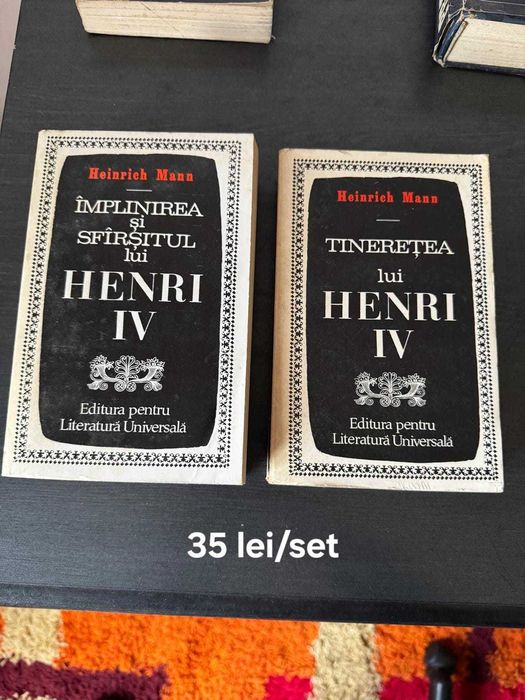 Heinrich Mann
ÎMPLINIREA
și
SFÎRȘITUL
lui
HENRI
IV
Editura pentru
Literatură Universală
Heinrich Mann
TINEREȚEA
lui
HENRI
IV
Editura pentru
Literatură Universală
35 lei/set